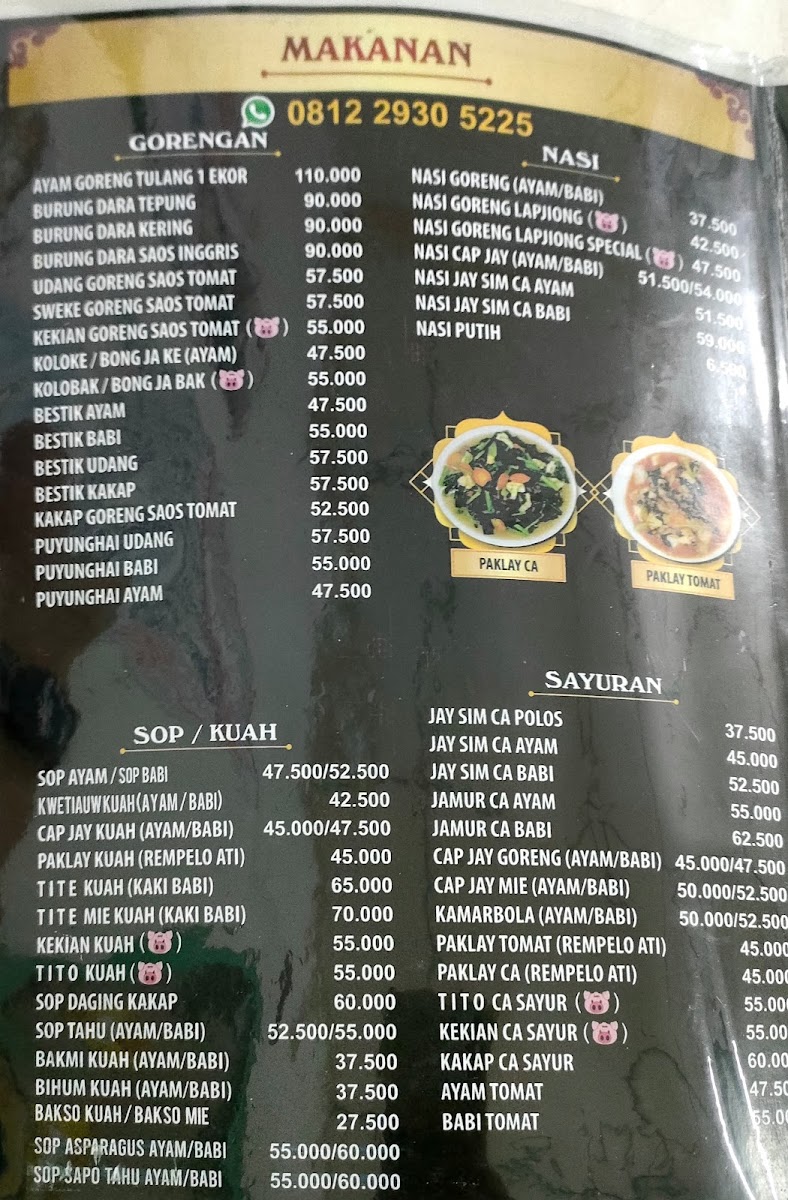 MAKANAN
0812 2930 5225
GORENGAN
AYAM GORENG TULANG 1 EKOR 110.000
BURUNG DARA TEPUNG 90.000
BURUNG DARA KERING 90.000
BURUNG DARA SAOS INGGRIS 90.000
UDANG GORENG SAOS TOMAT 57.500
SWEKE GORENG SAOS TOMAT 57.500
KEKIAN GORENG SAOS TOMAT ( ) 55.000
KOLOKE / BONG JA KE (AYAM) 47.500
KOLOBAK / BONG JA BAK ( ) 55.000
BESTIK AYAM 47.500
BESTIK BABI 55.000
BESTIK UDANG 57.500
BESTIK KAKAP 57.500
KAKAP GORENG SAOS TOMAT 52.500
PUYUNGHAI UDANG 57.500
PUYUNGHAI BABI 55.000
PUYUNGHAI AYAM 47.500
NASI
NASI GORENG (AYAM/BABI) 37.500
NASI GORENG LAPJIONG ( ) 42.500
NASI GORENG LAPJIONG SPECIAL ( ) 47.500
NASI CAP JAY (AYAM/BABI) 51.500/54.000
NASI JAY SIM CA AYAM 51.500
NASI JAY SIM CA BABI 59.000
NASI PUTIH 6.500
PAKLAY CA
PAKLAY TOMAT
SOP / KUAH
SOP AYAM / SOP BABI 47.500/52.500
KWETIAUW KUAH (AYAM / BABI) 42.500
CAP JAY KUAH (AYAM/BABI) 45.000/47.500
PAKLAY KUAH (REMPELO ATI) 45.000
TITE KUAH (KAKI BABI) 65.000
TITE MIE KUAH (KAKI BABI) 70.000
KEKIAN KUAH ( ) 55.000
TITO KUAH ( ) 55.000
SOP DAGING KAKAP 60.000
SOP TAHU (AYAM/BABI) 52.500/55.000
BAKMI KUAH (AYAM/BABI) 37.500
BIHUM KUAH (AYAM/BABI) 37.500
BAKSO KUAH / BAKSO MIE 27.500
SOP ASPARAGUS AYAM/BABI 55.000/60.000
SOP SAPO TAHU AYAM/BABI 55.000/60.000
SAYURAN
JAY SIM CA POLOS 37.500
JAY SIM CA AYAM 45.000
JAY SIM CA BABI 52.500
JAMUR CA AYAM 55.000
JAMUR CA BABI 62.500
CAP JAY GORENG (AYAM/BABI) 45.000/47.500
CAP JAY MIE (AYAM/BABI) 50.000/52.500
KAMARBOLA (AYAM/BABI) 50.000/52.500
PAKLAY TOMAT (REMPELO ATI) 45.000
PAKLAY CA (REMPELO ATI) 45.000
TITO CA SAYUR ( ) 55.00
KEKIAN CA SAYUR ( ) 55.00
KAKAP CA SAYUR 60.00
AYAM TOMAT 47.50
BABI TOMAT 55.0